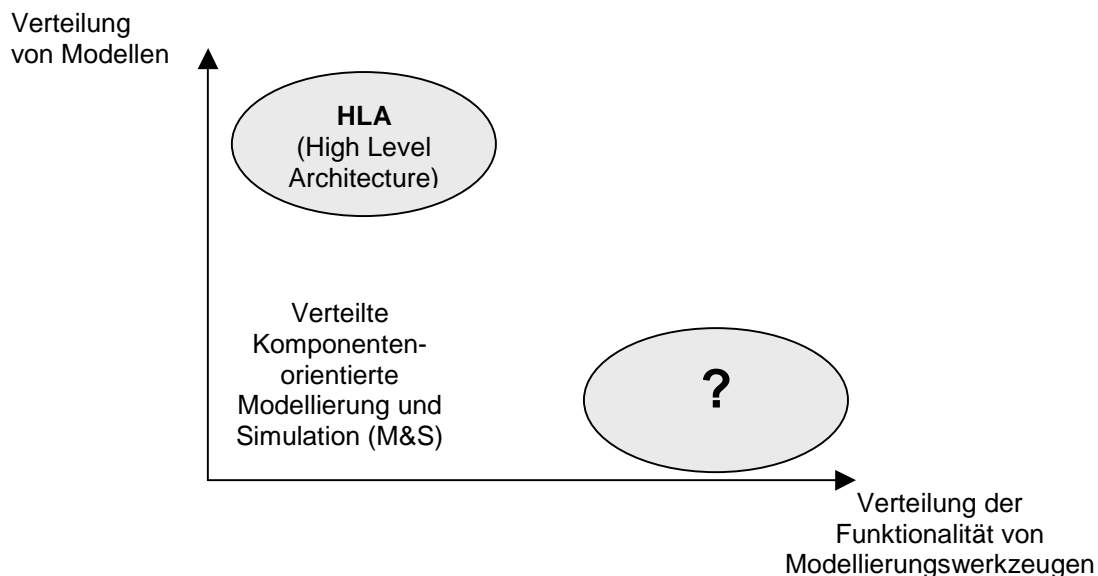 Verteilung
von Modellen
HLA
(High Level
Architecture)
Verteilte
Komponenten-
orientierte
Modellierung und
Simulation (M&S)
?
Verteilung der
Funktionalität von
Modellierungswerkzeugen